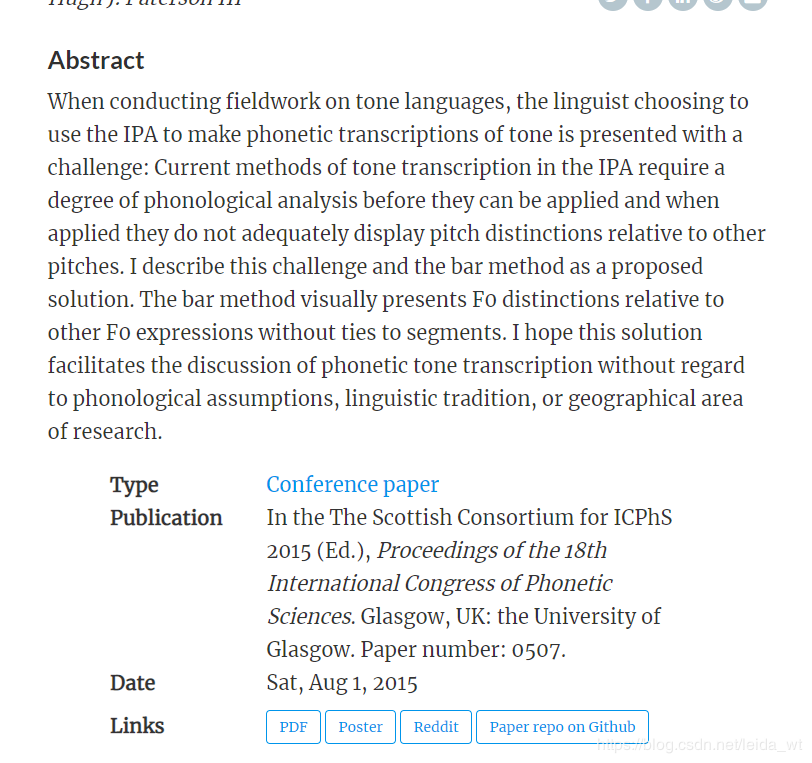 Hugh J. Paterson III
Abstract
When conducting fieldwork on tone languages, the linguist choosing to
use the IPA to make phonetic transcriptions of tone is presented with a
challenge: Current methods of tone transcription in the IPA require a
degree of phonological analysis before they can be applied and when
applied they do not adequately display pitch distinctions relative to other
pitches. I describe this challenge and the bar method as a proposed
solution. The bar method visually presents F0 distinctions relative to
other F0 expressions without ties to segments. I hope this solution
facilitates the discussion of phonetic tone transcription without regard
to phonological assumptions, linguistic tradition, or geographical area
of research.
Type Conference paper
Publication In the The Scottish Consortium for ICPhS
2015 (Ed.), Proceedings of the 18th
International Congress of Phonetic
Sciences. Glasgow, UK: the University of
Glasgow. Paper number: 0507.
Date Sat, Aug 1, 2015
Links PDF Poster Reddit Paper repo on Github
https://blog.csdn.net/leida_wt